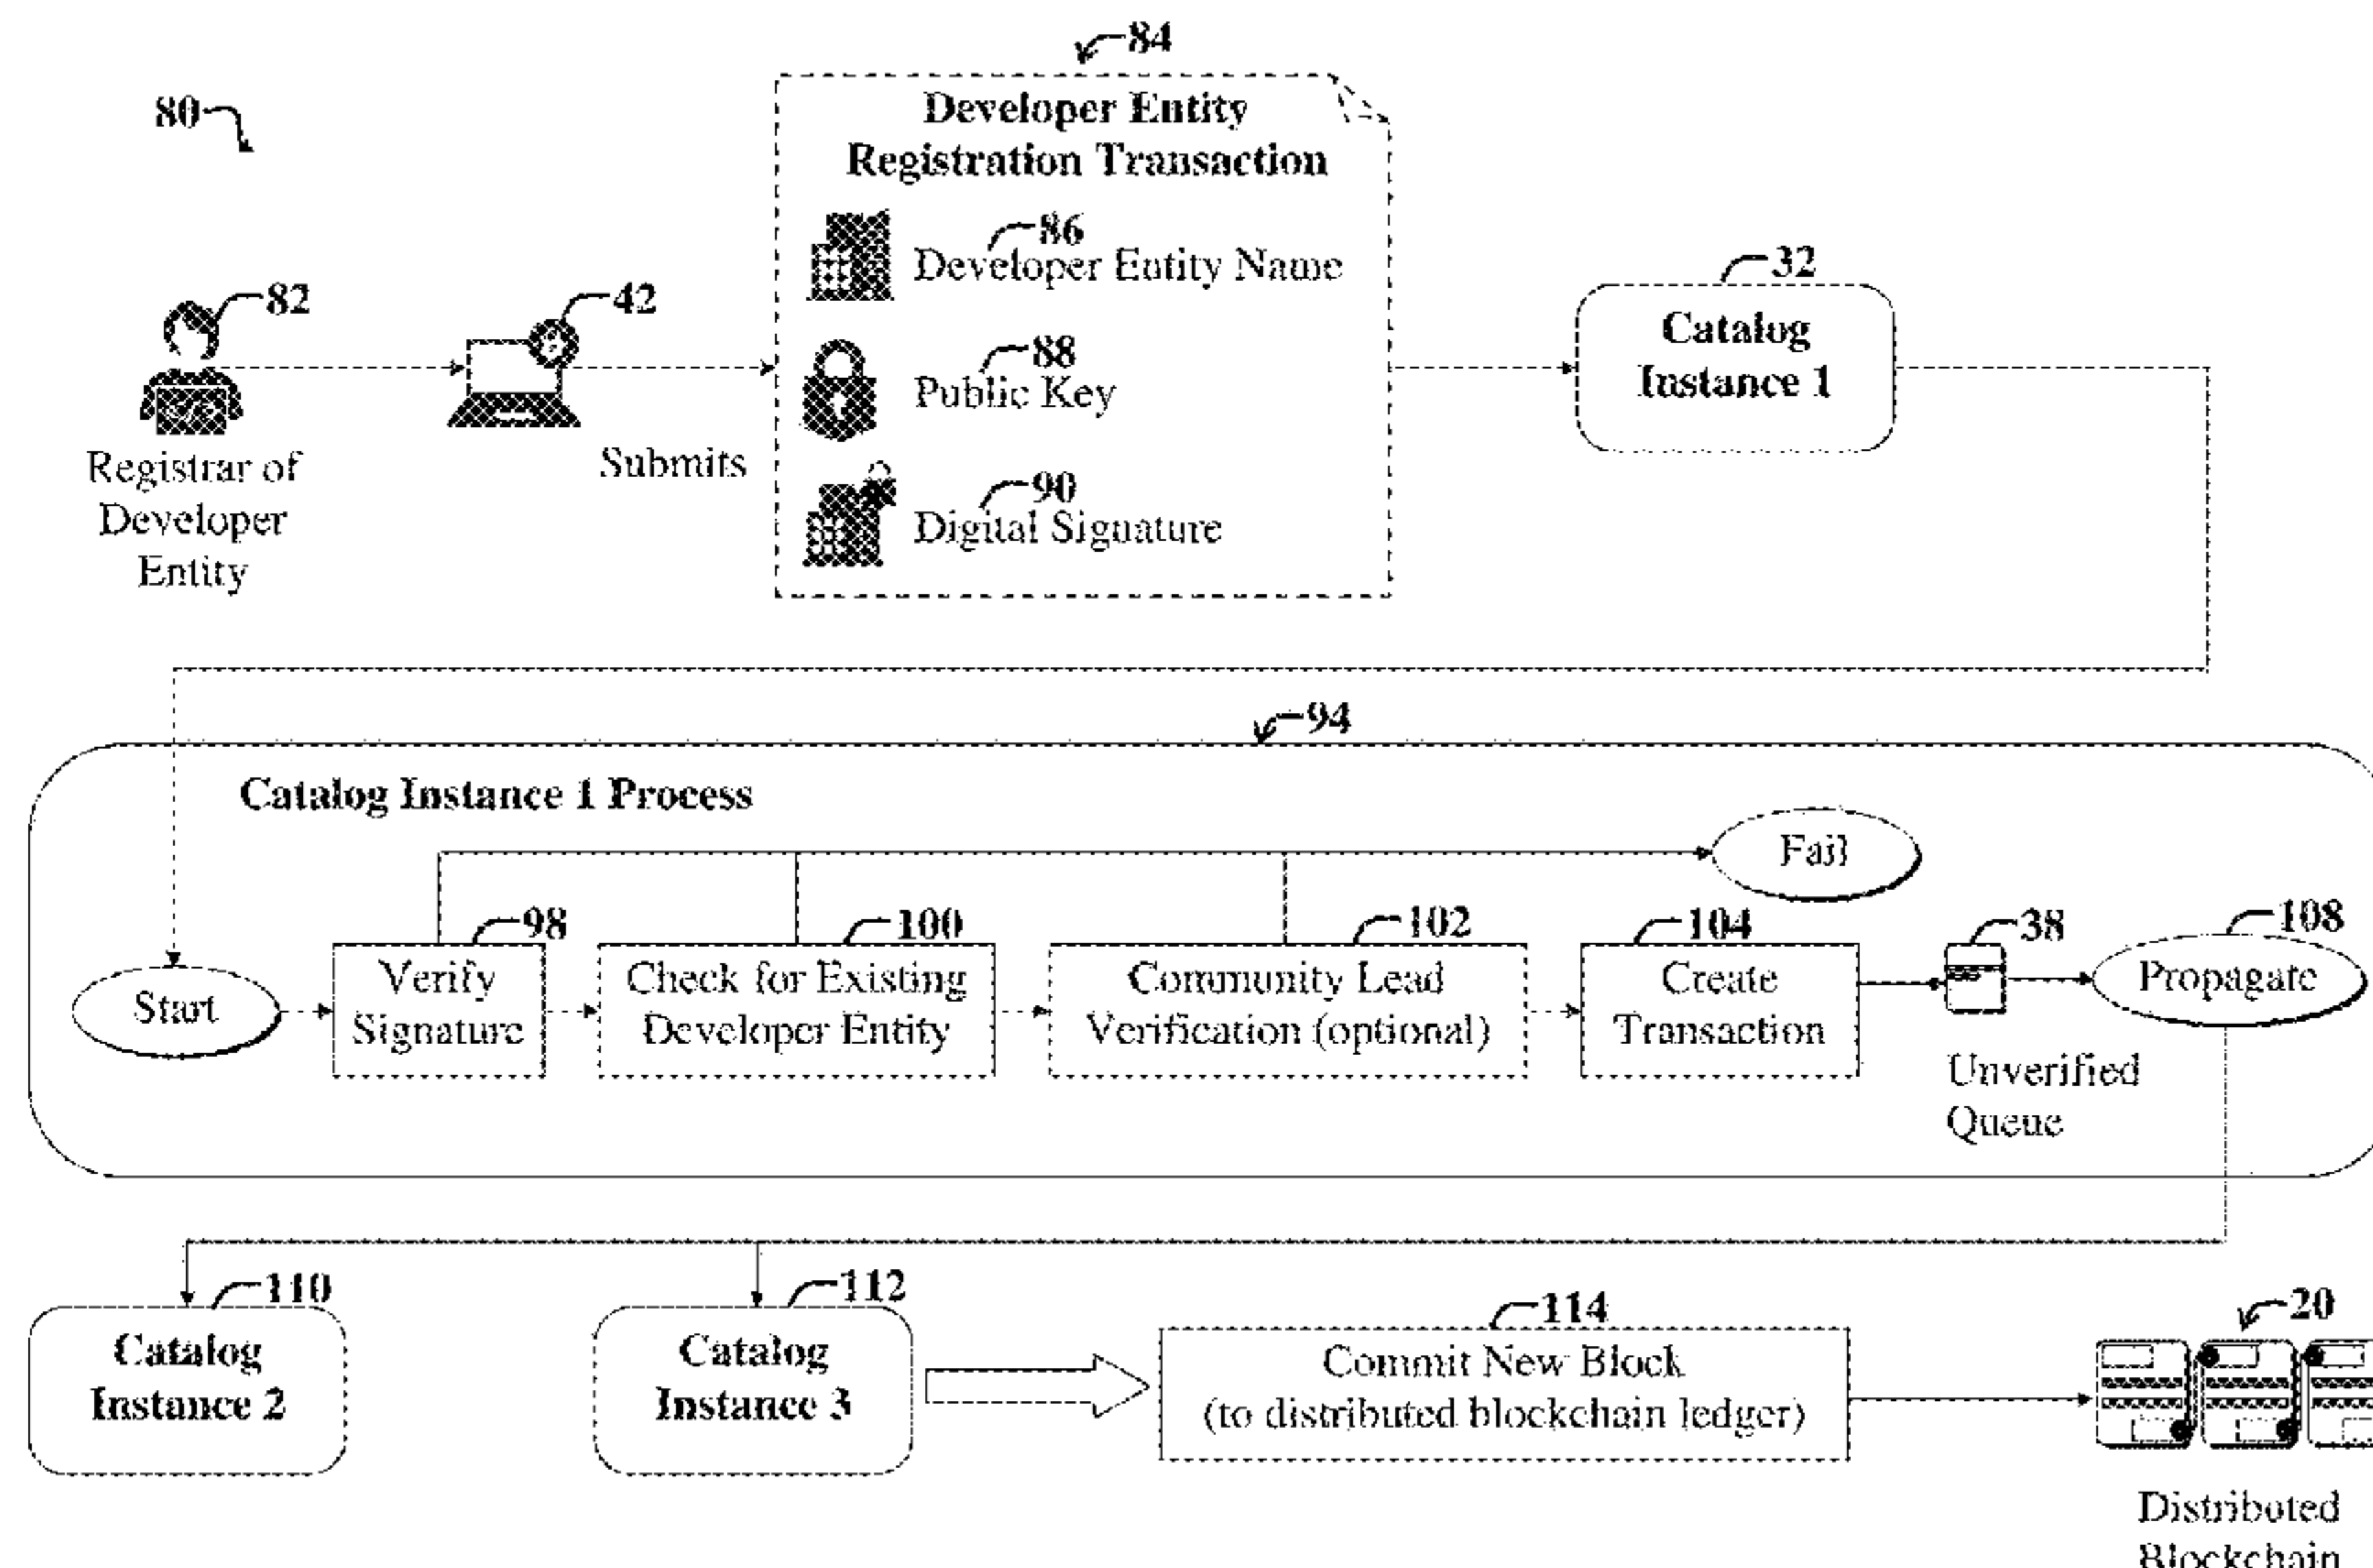 84
80
Developer Entity
Registration Transaction
86
Developer Entity Name
32
82
42
Catalog
Instance 1
88
Public Key
Registrar of
Developer
Entity
Submits
90
Digital Signature
94
Catalog Instance 1 Process
Fail
98
100
102
104
38
108
Start
Verify
Signature
Check for Existing
Developer Entity
Community Lead
Verification (optional)
Create
Transaction
Propagate
Unverified
Queue
110
112
114
20
Catalog
Instance 2
Catalog
Instance 3
Commit New Block
(to distributed blockchain ledger)
Distributed
Blockchain